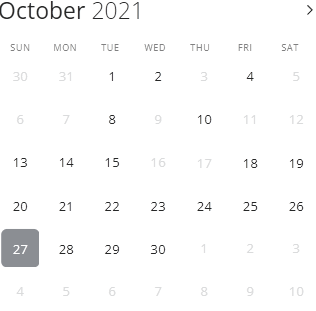 October 2021
SUN MON TUE WED THU FRI SAT
30 31 1 2 3 4 5
6 7 8 9 10 11 12
13 14 15 16 17 18 19
20 21 22 23 24 25 26
27 28 29 30 1 2 3
4 5 6 7 8 9 10